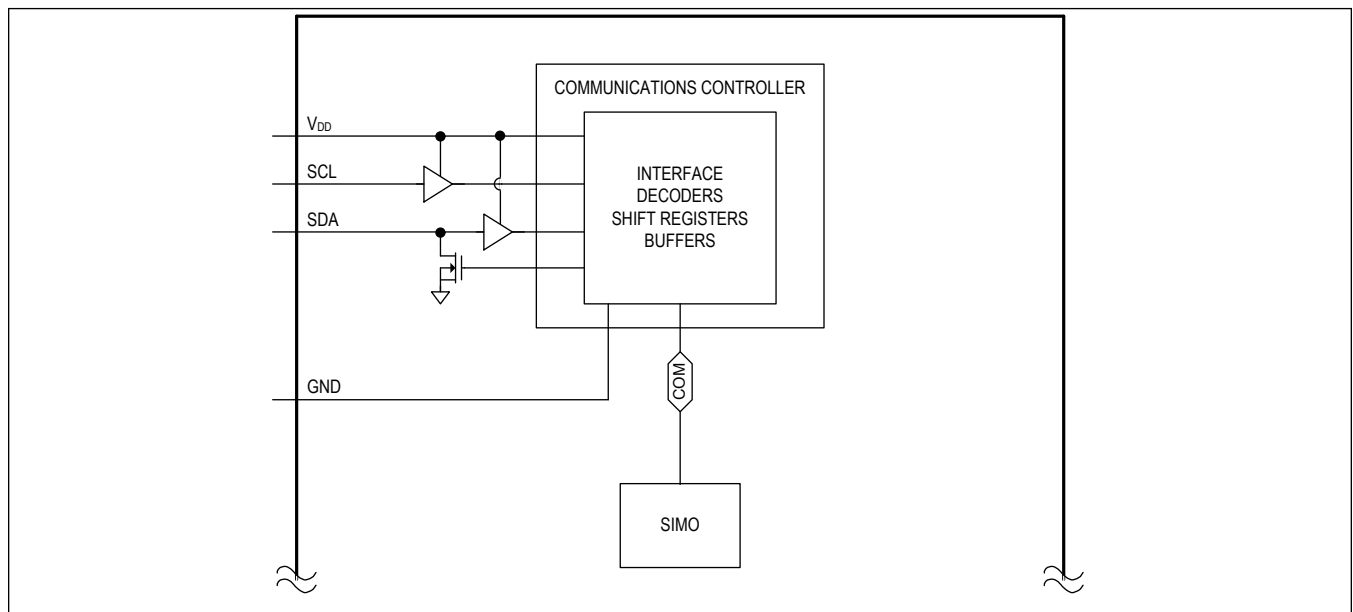 COMMUNICATIONS CONTROLLER
VDD
SCL
SDA
INTERFACE
DECODERS
SHIFT REGISTERS
BUFFERS
GND
COM
SIMO